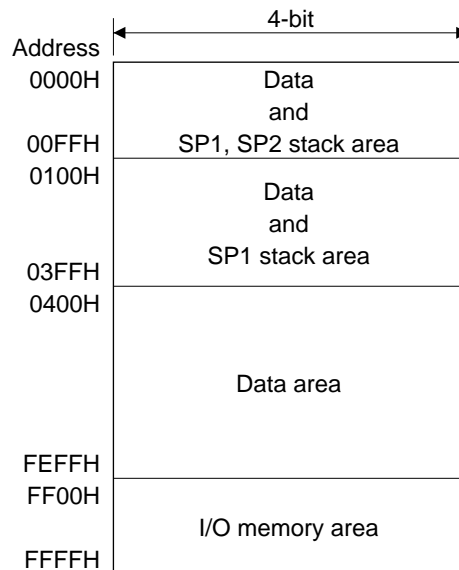 4-bit
Address
0000H
Data
and
00FFH
SP1, SP2 stack area
0100H
Data
and
SP1 stack area
03FFH
0400H
Data area
FEFFH
FF00H
I/O memory area
FFFFH